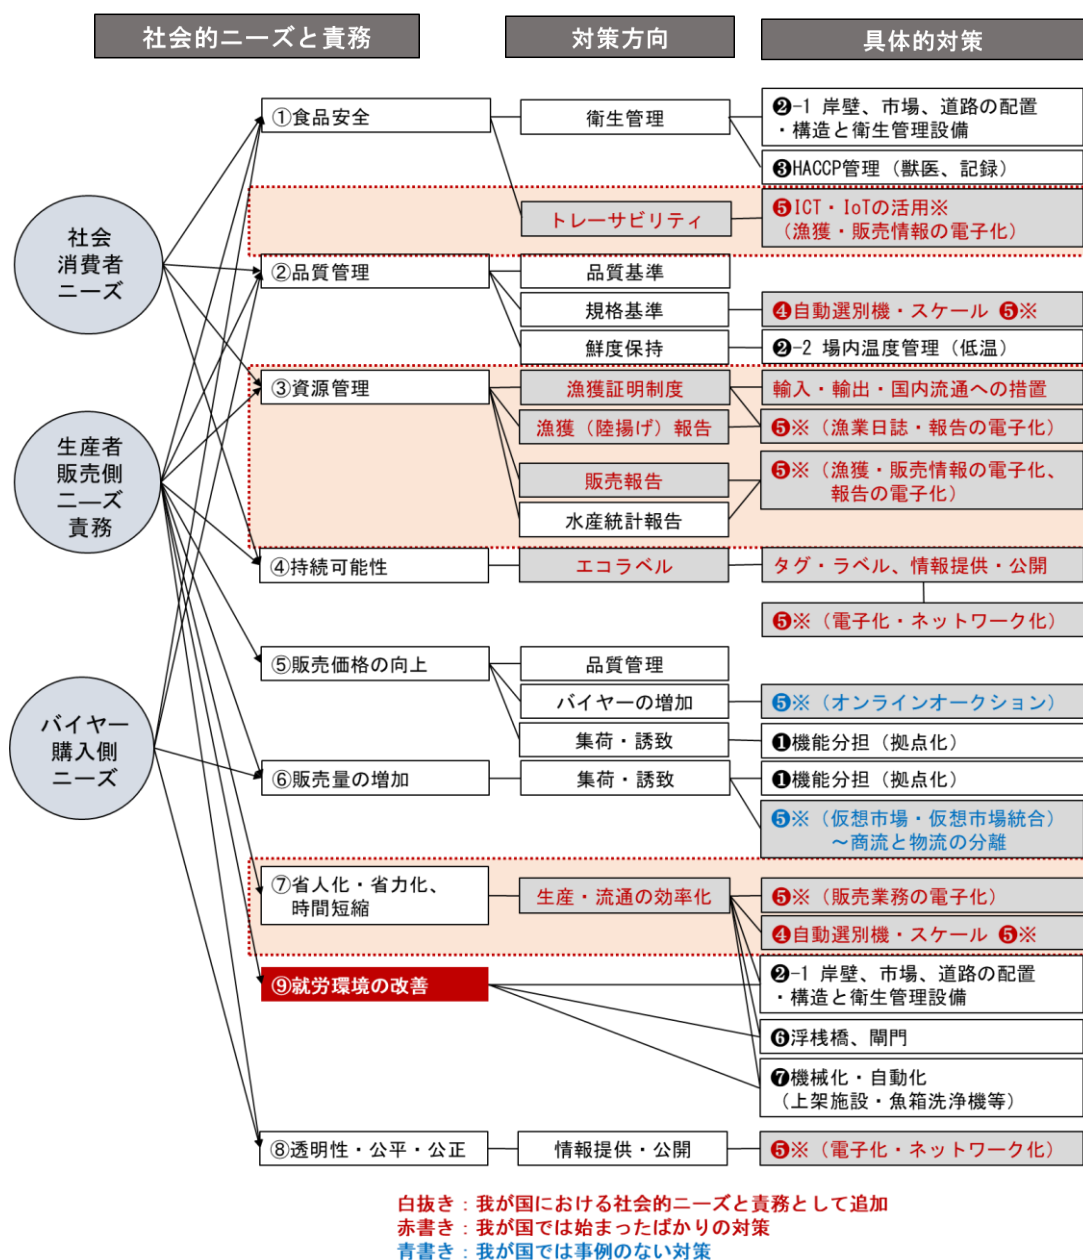 社会的ニーズと責務
対策方向
具体的対策
社会
消費者
ニーズ
生産者
販売側
ニーズ
責務
バイヤー
購入側
ニーズ
①食品安全
衛生管理
❷-1 岸壁、市場、道路の配置
・構造と衛生管理設備
❸HACCP管理（獣医、記録）
トレーサビリティ
❺ICT・IoTの活用※
（漁獲・販売情報の電子化）
②品質管理
品質基準
規格基準
❹自動選別機・スケール ❺※
鮮度保持
❷-2 場内温度管理（低温）
③資源管理
漁獲証明制度
輸入・輸出・国内流通への措置
漁獲（陸揚げ）報告
❺※（漁業日誌・報告の電子化）
販売報告
❺※（漁獲・販売情報の電子化、
報告の電子化）
水産統計報告
④持続可能性
エコラベル
タグ・ラベル、情報提供・公開
❺※（電子化・ネットワーク化）
⑤販売価格の向上
品質管理
バイヤーの増加
❺※（オンラインオークション）
集荷・誘致
❶機能分担（拠点化）
⑥販売量の増加
集荷・誘致
❶機能分担（拠点化）
❺※（仮想市場・仮想市場統合）
～商流と物流の分離
⑦省人化・省力化、
時間短縮
生産・流通の効率化
❺※（販売業務の電子化）
❹自動選別機・スケール ❺※
⑨就労環境の改善
❷-1 岸壁、市場、道路の配置
・構造と衛生管理設備
❻浮桟橋、閘門
❼機械化・自動化
（上架施設・魚箱洗浄機等）
⑧透明性・公平・公正
情報提供・公開
❺※（電子化・ネットワーク化）
白抜き：我が国における社会的ニーズと責務として追加
赤書き：我が国では始まったばかりの対策
青書き：我が国では事例のない対策